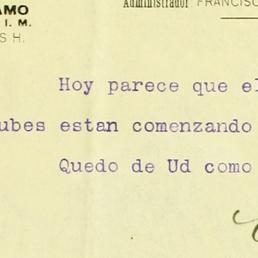 AMO
Administrador FRANCISC
I. M.
S H.
Hoy parece que el
ubes estan comenzando
Quedo de Ud como